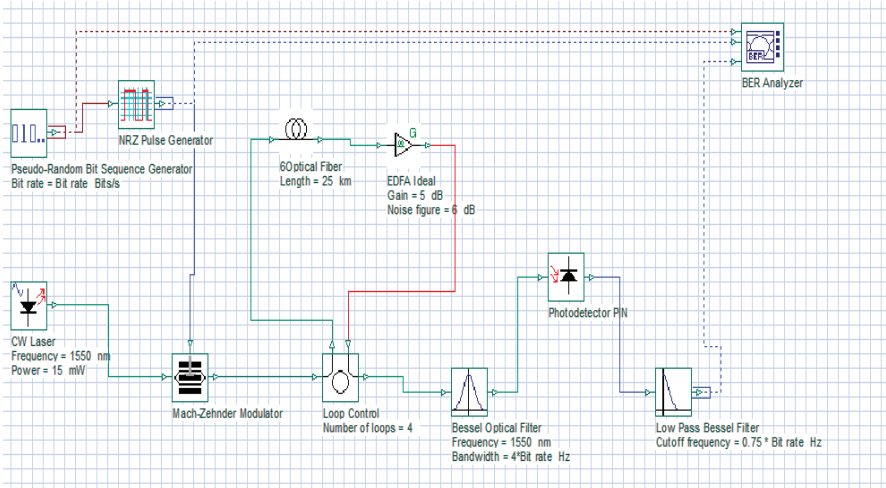 BER
BER Analyzer
NRZ Pulse Generator
Pseudo-Random Bit Sequence Generator
Bit rate = Bit rate Bits/s
6Optical Fiber
Length = 25 km
G
EDFA Ideal
Gain = 5 dB
Noise figure = 6 dB
Photodetector PIN
CW Laser
Frequency = 1550 nm
Power = 15 mW
Mach-Zehnder Modulator
Loop Control
Number of loops = 4
Bessel Optical Filter
Frequency = 1550 nm
Bandwidth = 4*Bit rate Hz
Low Pass Bessel Filter
Cutoff frequency = 0.75 * Bit rate Hz